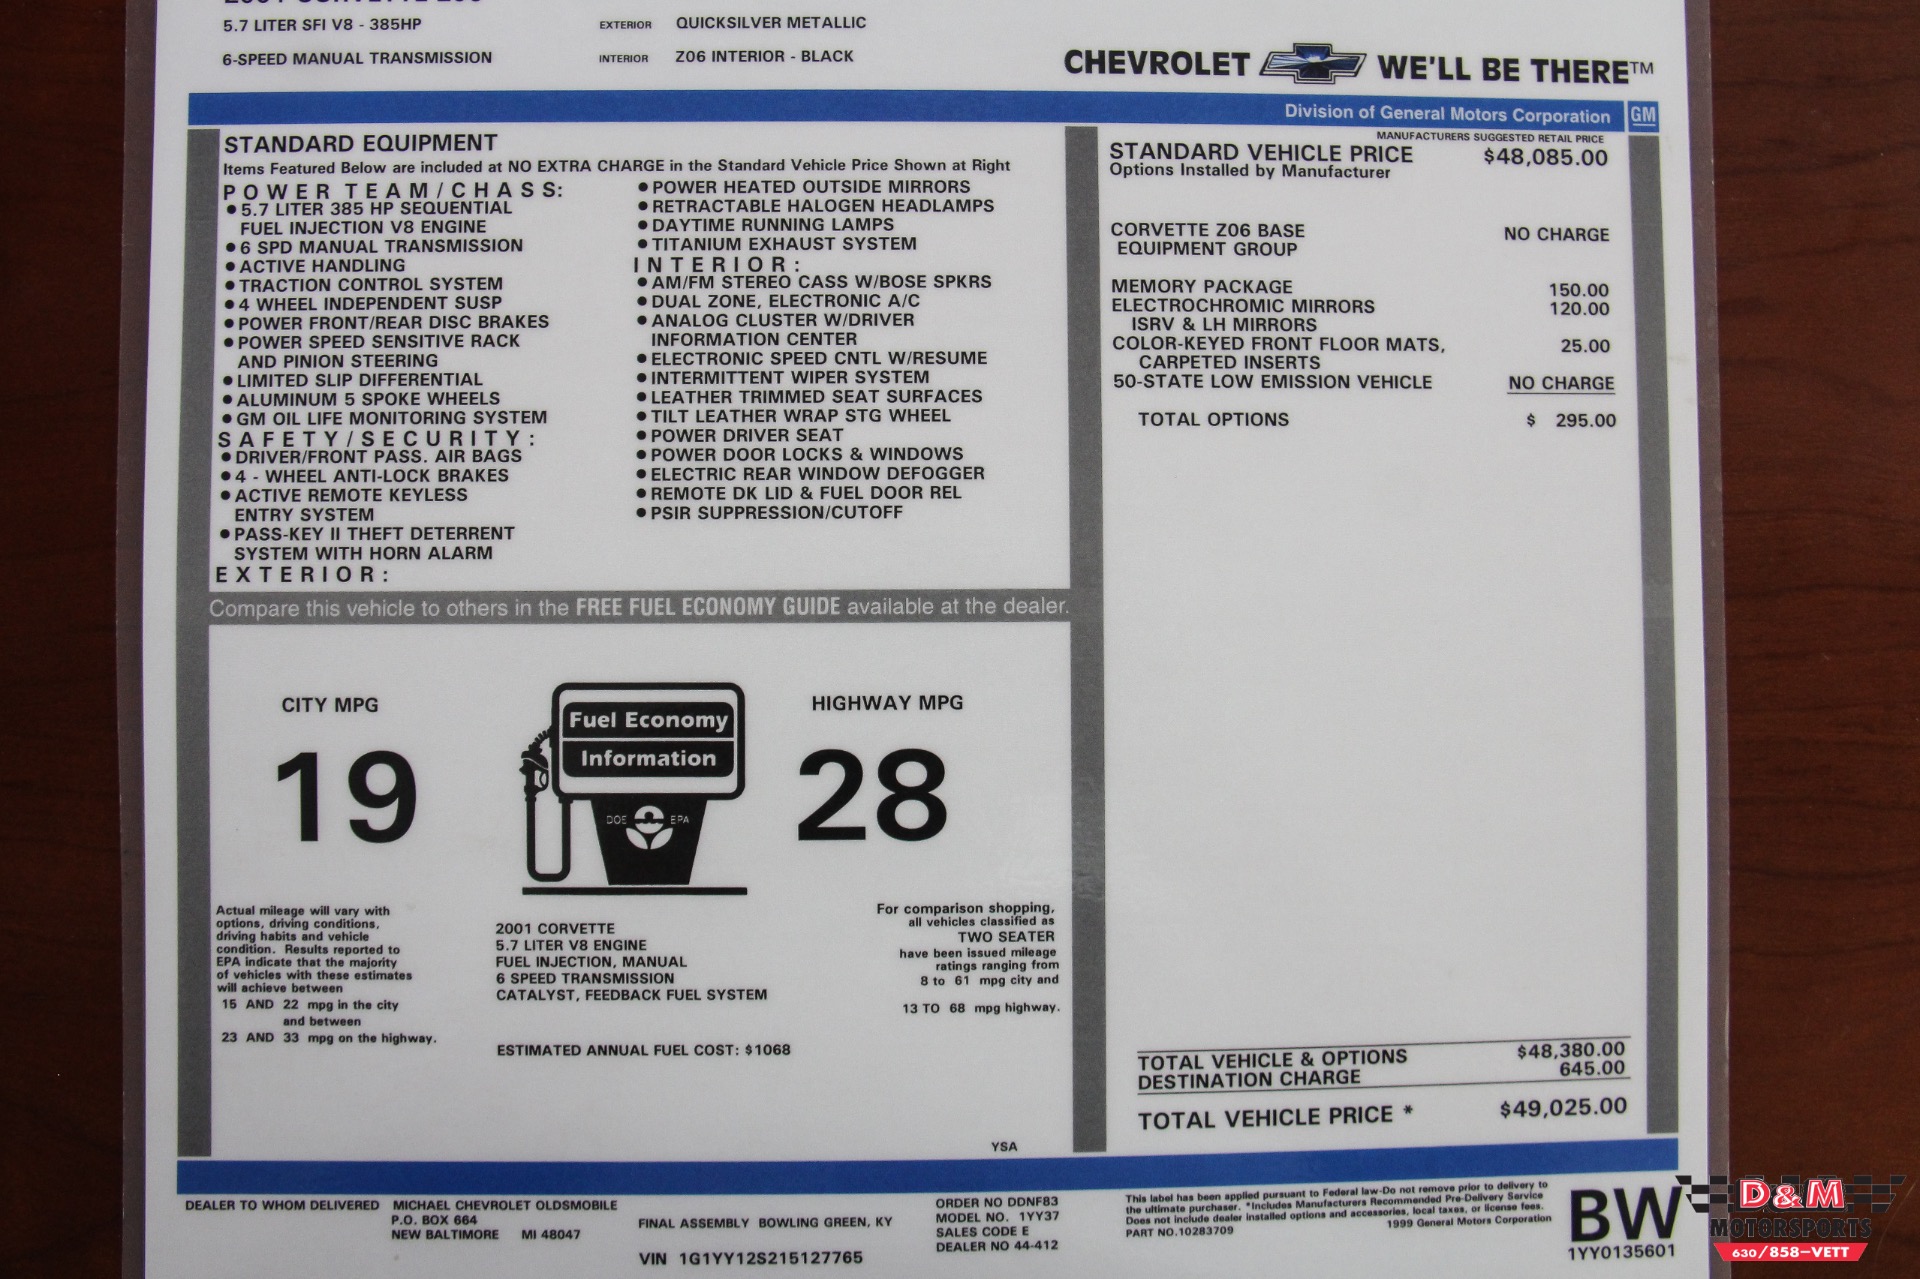 2001 CORVETTE Z06
5.7 LITER SFI V8 - 385HP
EXTERIOR QUICKSILVER METALLIC
6-SPEED MANUAL TRANSMISSION
INTERIOR Z06 INTERIOR - BLACK
CHEVROLET WE'LL BE THERE™
Division of General Motors Corporation GM
STANDARD EQUIPMENT
Items Featured Below are included at NO EXTRA CHARGE in the Standard Vehicle Price Shown at Right
POWER TEAM/CHASS:
• 5.7 LITER 385 HP SEQUENTIAL
FUEL INJECTION V8 ENGINE
• 6 SPD MANUAL TRANSMISSION
• ACTIVE HANDLING
• TRACTION CONTROL SYSTEM
• 4 WHEEL INDEPENDENT SUSP
• POWER FRONT/REAR DISC BRAKES
• POWER SPEED SENSITIVE RACK
AND PINION STEERING
• LIMITED SLIP DIFFERENTIAL
• ALUMINUM 5 SPOKE WHEELS
• GM OIL LIFE MONITORING SYSTEM
SAFETY/SECURITY:
• DRIVER/FRONT PASS. AIR BAGS
• 4 - WHEEL ANTI-LOCK BRAKES
• ACTIVE REMOTE KEYLESS
ENTRY SYSTEM
• PASS-KEY II THEFT DETERRENT
SYSTEM WITH HORN ALARM
EXTERIOR:
• POWER HEATED OUTSIDE MIRRORS
• RETRACTABLE HALOGEN HEADLAMPS
• DAYTIME RUNNING LAMPS
• TITANIUM EXHAUST SYSTEM
INTERIOR:
• AM/FM STEREO CASS W/BOSE SPKRS
• DUAL ZONE, ELECTRONIC A/C
• ANALOG CLUSTER W/DRIVER
INFORMATION CENTER
• ELECTRONIC SPEED CNTL W/RESUME
• INTERMITTENT WIPER SYSTEM
• LEATHER TRIMMED SEAT SURFACES
• TILT LEATHER WRAP STG WHEEL
• POWER DRIVER SEAT
• POWER DOOR LOCKS & WINDOWS
• ELECTRIC REAR WINDOW DEFOGGER
• REMOTE DK LID & FUEL DOOR REL
• PSIR SUPPRESSION/CUTOFF
MANUFACTURERS SUGGESTED RETAIL PRICE
STANDARD VEHICLE PRICE $48,085.00
Options Installed by Manufacturer
CORVETTE Z06 BASE NO CHARGE
EQUIPMENT GROUP
MEMORY PACKAGE 150.00
ELECTROCHROMIC MIRRORS 120.00
ISRV & LH MIRRORS
COLOR-KEYED FRONT FLOOR MATS, 25.00
CARPETED INSERTS
50-STATE LOW EMISSION VEHICLE NO CHARGE
TOTAL OPTIONS $ 295.00
TOTAL VEHICLE & OPTIONS $48,380.00
DESTINATION CHARGE 645.00
TOTAL VEHICLE PRICE * $49,025.00
Compare this vehicle to others in the FREE FUEL ECONOMY GUIDE available at the dealer.
CITY MPG
19
Fuel Economy
Information
DOE EPA
HIGHWAY MPG
28
Actual mileage will vary with
options, driving conditions,
driving habits and vehicle
condition. Results reported to
EPA indicate that the majority
of vehicles with these estimates
will achieve between
15 AND 22 mpg in the city
and between
23 AND 33 mpg on the highway.
2001 CORVETTE
5.7 LITER V8 ENGINE
FUEL INJECTION, MANUAL
6 SPEED TRANSMISSION
CATALYST, FEEDBACK FUEL SYSTEM
ESTIMATED ANNUAL FUEL COST: $1068
For comparison shopping,
all vehicles classified as
TWO SEATER
have been issued mileage
ratings ranging from
8 to 61 mpg city and
13 TO 68 mpg highway.
YSA
DEALER TO WHOM DELIVERED MICHAEL CHEVROLET OLDSMOBILE
P.O. BOX 664
NEW BALTIMORE MI 48047
FINAL ASSEMBLY BOWLING GREEN, KY
VIN 1G1YY12S215127765
ORDER NO DDNF83
MODEL NO. 1YY37
SALES CODE E
DEALER NO 44-412
This label has been applied pursuant to Federal law-Do not remove prior to delivery to
the ultimate purchaser. *Includes Manufacturers Recommended Pre-Delivery Service
Does not include dealer installed options and accessories, local taxes, or license fees.
1999 General Motors Corporation
PART NO.10283709
BW
1YY0135601
D&M
MOTORSPORTS
630/858-VETT